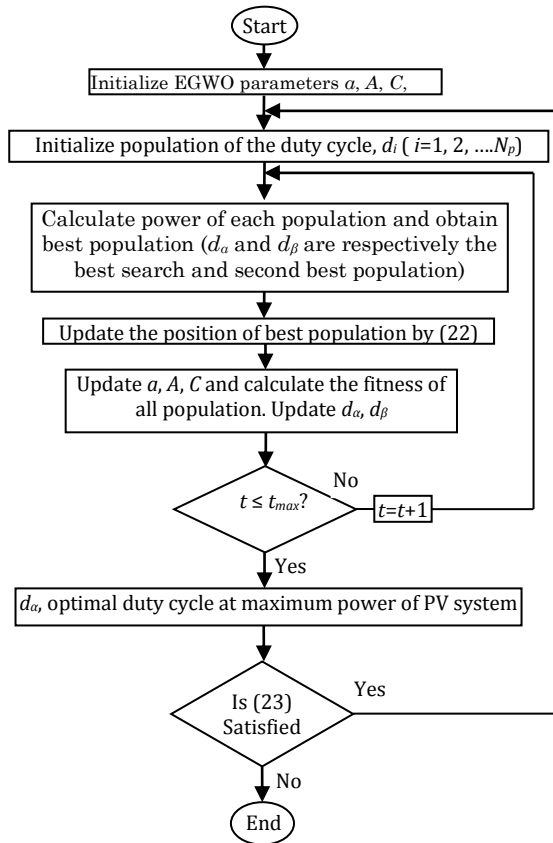 Start
Initialize EGWO parameters a, A, C,
Initialize population of the duty cycle, dᵢ ( i=1, 2, ....Nₚ)
Calculate power of each population and obtain
best population (dα and dβ are respectively the
best search and second best population)
Update the position of best population by (22)
Update a, A, C and calculate the fitness of
all population. Update dα, dβ
t ≤ tmax?
No
t=t+1
Yes
dα, optimal duty cycle at maximum power of PV system
Is (23)
Satisfied
Yes
No
End